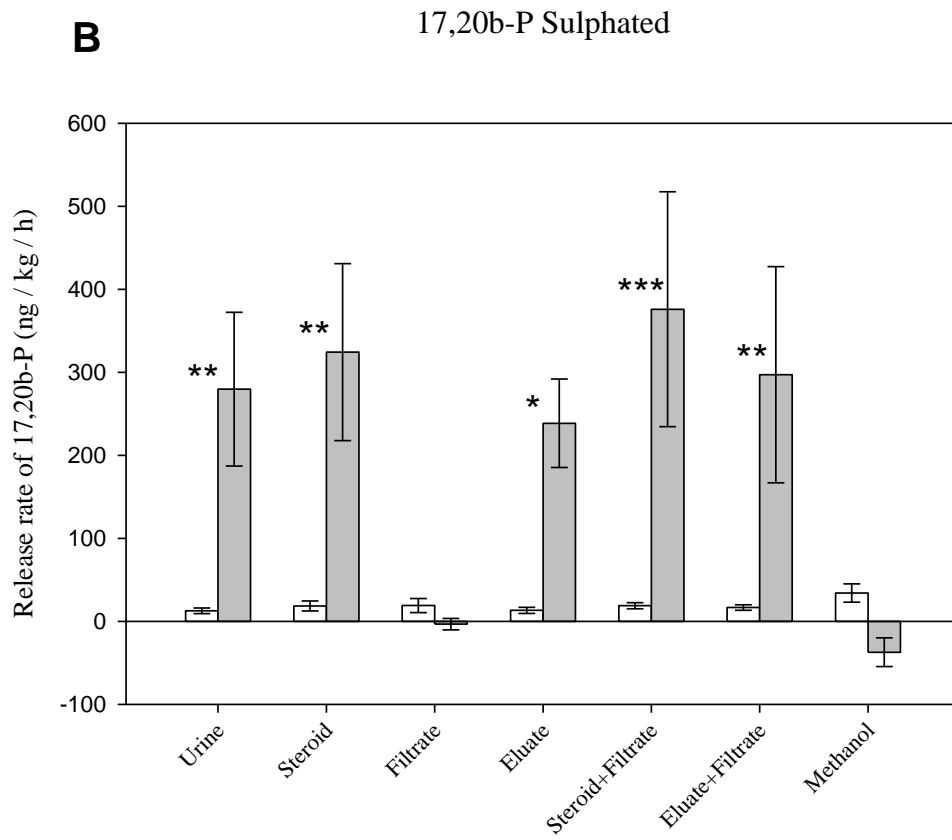 B
17,20b-P Sulphated
Release rate of 17,20b-P (ng / kg / h)
600
500
400
300
200
100
0
-100
**
**
*
***
**
Urine
Steroid
Filtrate
Eluate
Steroid+Filtrate
Eluate+Filtrate
Methanol